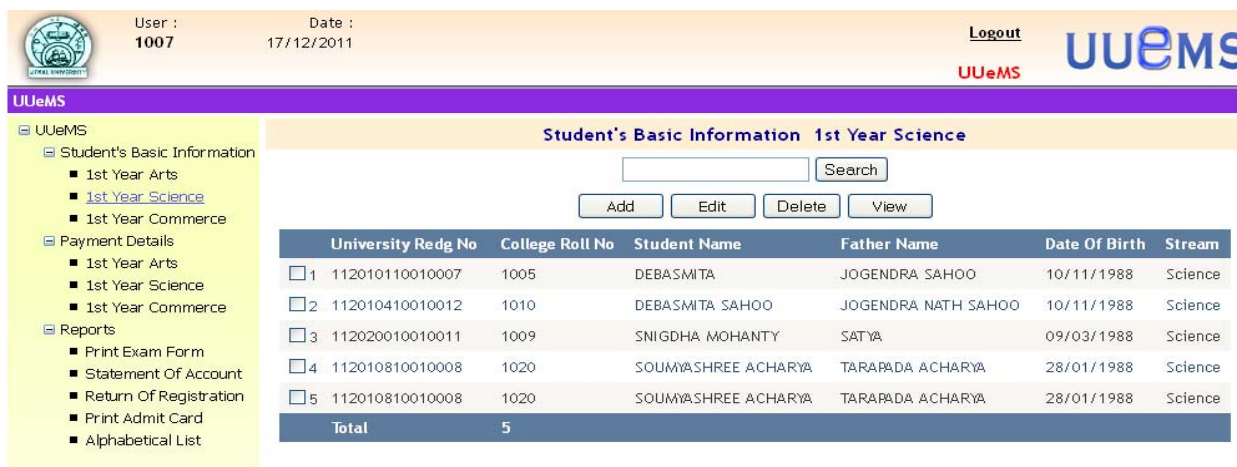 User :
1007
Date :
17/12/2011
Logout
UUeMS
UUeMS
UTKAL UNIVERSITY
UUeMS
UUeMS
Student's Basic Information
1st Year Arts
1st Year Science
1st Year Commerce
Payment Details
1st Year Arts
1st Year Science
1st Year Commerce
Reports
Print Exam Form
Statement Of Account
Return Of Registration
Print Admit Card
Alphabetical List
Student's Basic Information 1st Year Science
Search
Add Edit Delete View
University Redg No College Roll No Student Name Father Name Date Of Birth Stream
1 112010110010007 1005 DEBASMITA JOGENDRA SAHOO 10/11/1988 Science
2 112010410010012 1010 DEBASMITA SAHOO JOGENDRA NATH SAHOO 10/11/1988 Science
3 112020010010011 1009 SNIGDHA MOHANTY SATYA 09/03/1988 Science
4 112010810010008 1020 SOUMYASHREE ACHARYA TARAPADA ACHARYA 28/01/1988 Science
5 112010810010008 1020 SOUMYASHREE ACHARYA TARAPADA ACHARYA 28/01/1988 Science
Total 5